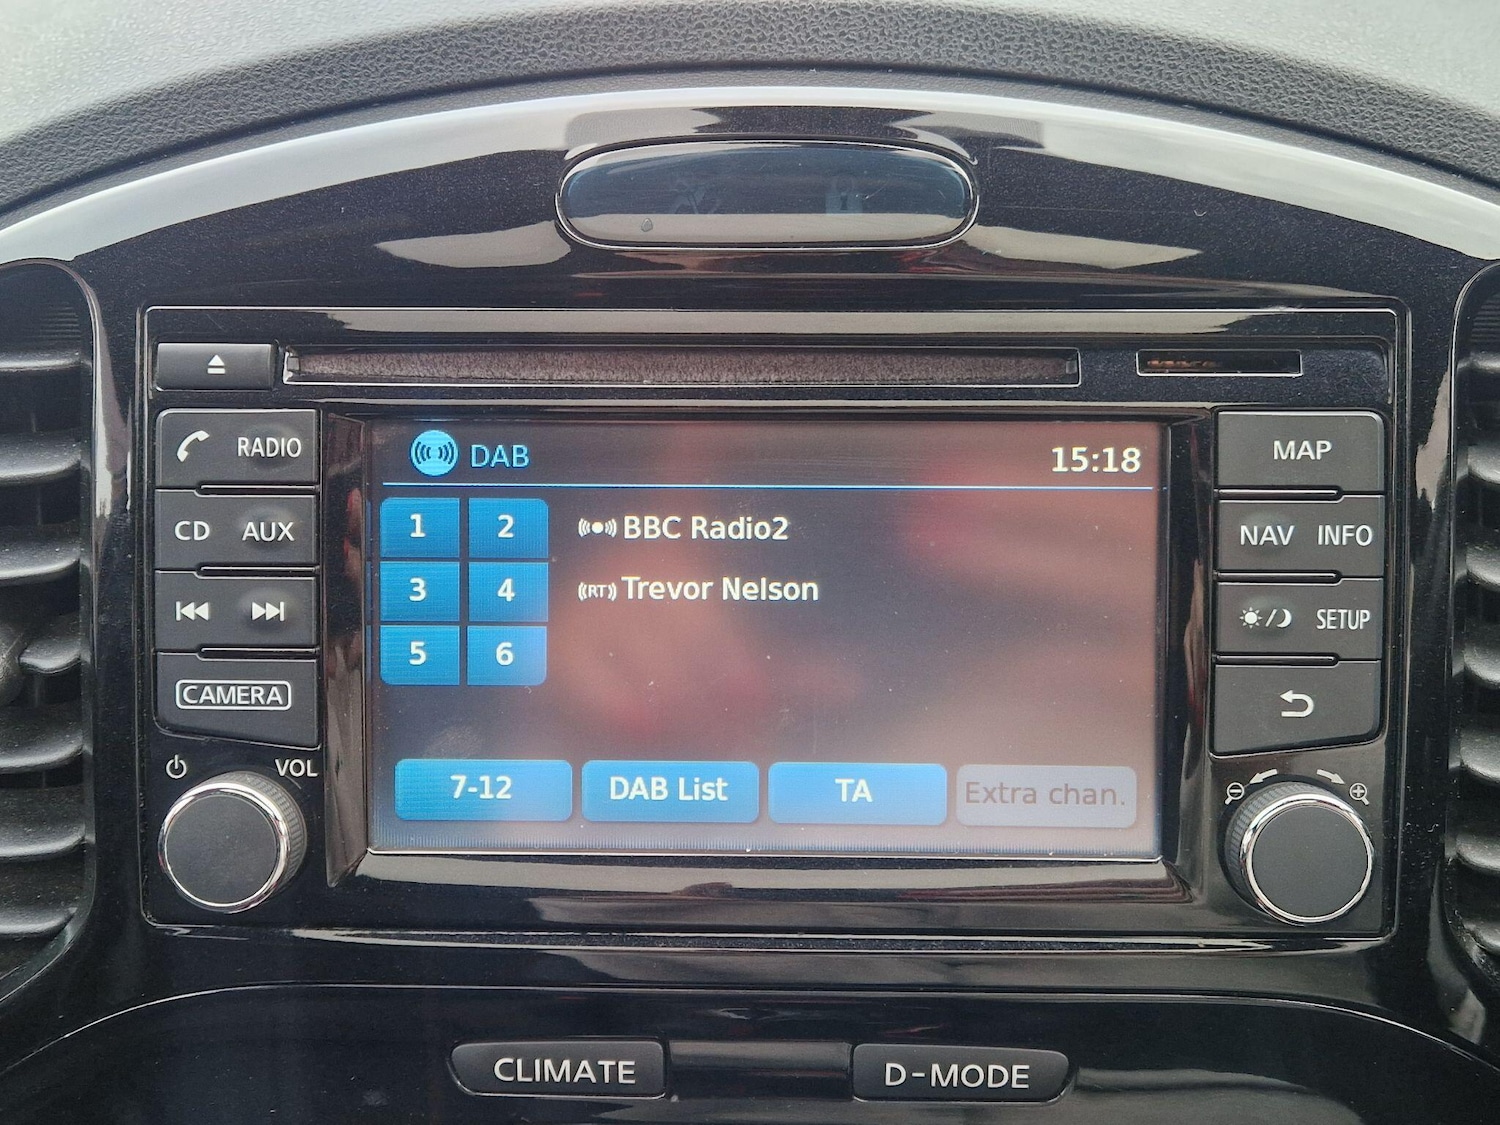 RADIO
CD AUX
CAMERA
VOL
DAB 15:18
1 2 BBC Radio2
3 4 RT Trevor Nelson
5 6
7-12 DAB List TA Extra chan.
MAP
NAV INFO
SETUP
CLIMATE D-MODE